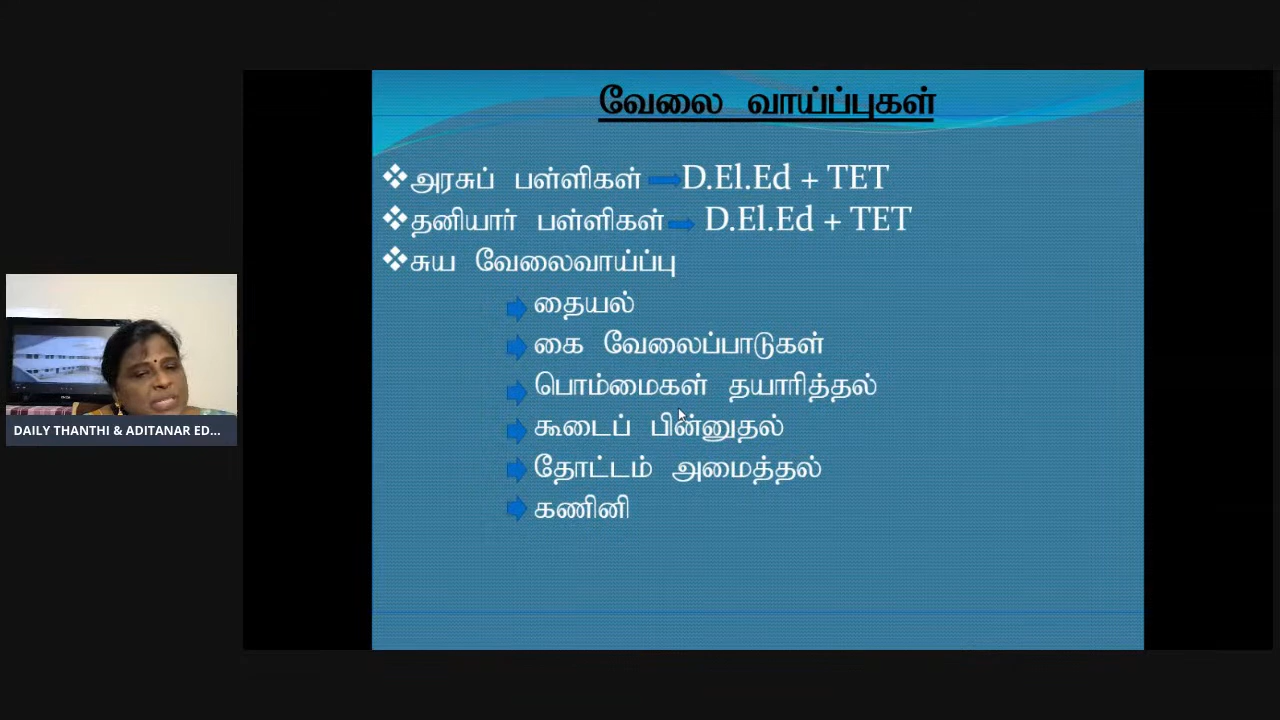 வேலை வாய்ப்புகள்
❖அரசுப் பள்ளிகள் D.El.Ed + TET
❖தனியார் பள்ளிகள் D.El.Ed + TET
❖சுய வேலைவாய்ப்பு
தையல்
கை வேலைப்பாடுகள்
பொம்மைகள் தயாரித்தல்
கூடைப் பின்னுதல்
தோட்டம் அமைத்தல்
கணினி
DAILY THANTHI & ADITANAR ED...